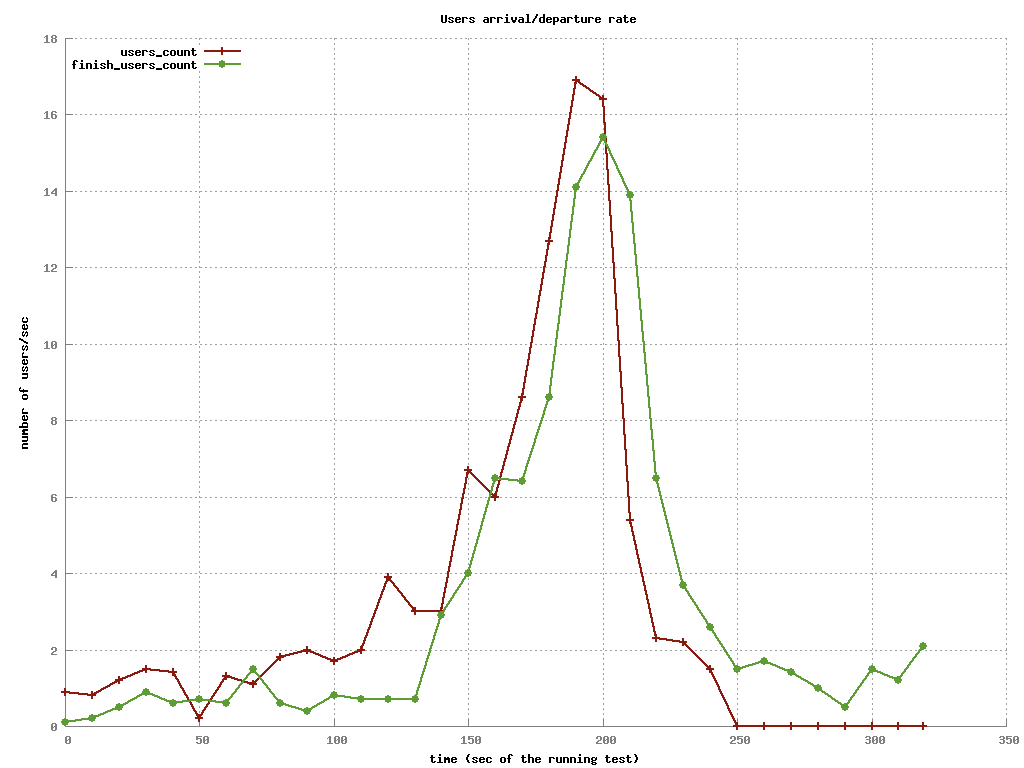 Users arrival/departure rate
users_count
finish_users_count
18
16
14
12
10
8
6
4
2
0
number of users/sec
0 50 100 150 200 250 300 350
time (sec of the running test)